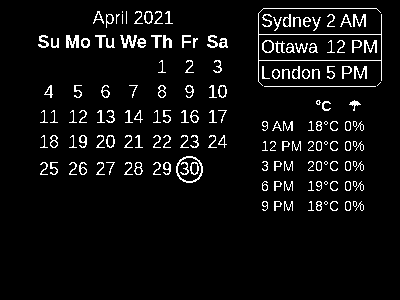 April 2021
Su Mo Tu We Th Fr Sa
1 2 3
4 5 6 7 8 9 10
11 12 13 14 15 16 17
18 19 20 21 22 23 24
25 26 27 28 29 30
Sydney 2 AM
Ottawa 12 PM
London 5 PM
°C ☂
9 AM 18°C 0%
12 PM 20°C 0%
3 PM 20°C 0%
6 PM 19°C 0%
9 PM 18°C 0%